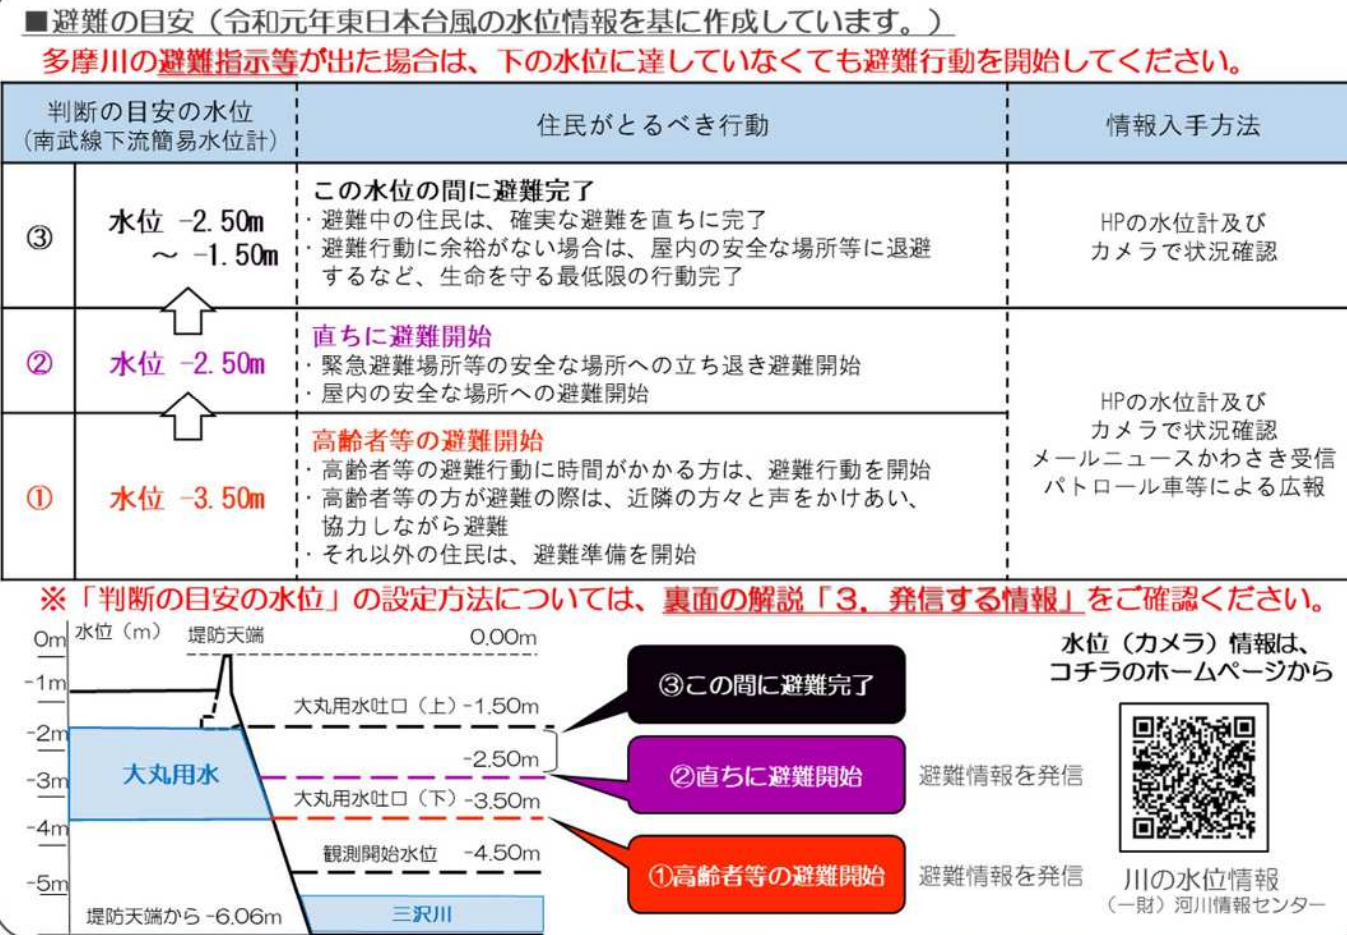 ■避難の目安（令和元年東日本台風の水位情報を基に作成しています。）
多摩川の避難指示等が出た場合は、下の水位に達していなくても避難行動を開始してください。
判断の目安の水位
（南武線下流簡易水位計）
住民がとるべき行動
情報入手方法
③
水位 -2.50m
～ -1.50m
この水位の間に避難完了
・避難中の住民は、確実な避難を直ちに完了
・避難行動に余裕がない場合は、屋内の安全な場所等に退避
するなど、生命を守る最低限の行動完了
HPの水位計及び
カメラで状況確認
②
水位 -2.50m
直ちに避難開始
・緊急避難場所等の安全な場所への立ち退き避難開始
・屋内の安全な場所への避難開始
①
水位 -3.50m
高齢者等の避難開始
・高齢者等の避難行動に時間がかかる方は、避難行動を開始
・高齢者等の方が避難の際は、近隣の方々と声をかけあい、
協力しながら避難
・それ以外の住民は、避難準備を開始
HPの水位計及び
カメラで状況確認
メールニュースかわさき受信
パトロール車等による広報
※「判断の目安の水位」の設定方法については、裏面の解説「３．発信する情報」をご確認ください。
水位（m）
0m
-1m
-2m
-3m
-4m
-5m
堤防天端
0.00m
大丸用水吐口（上）-1.50m
-2.50m
大丸用水
大丸用水吐口（下）-3.50m
観測開始水位 -4.50m
堤防天端から -6.06m
三沢川
③この間に避難完了
②直ちに避難開始
避難情報を発信
①高齢者等の避難開始
避難情報を発信
水位（カメラ）情報は、
コチラのホームページから
川の水位情報
（一財）河川情報センター